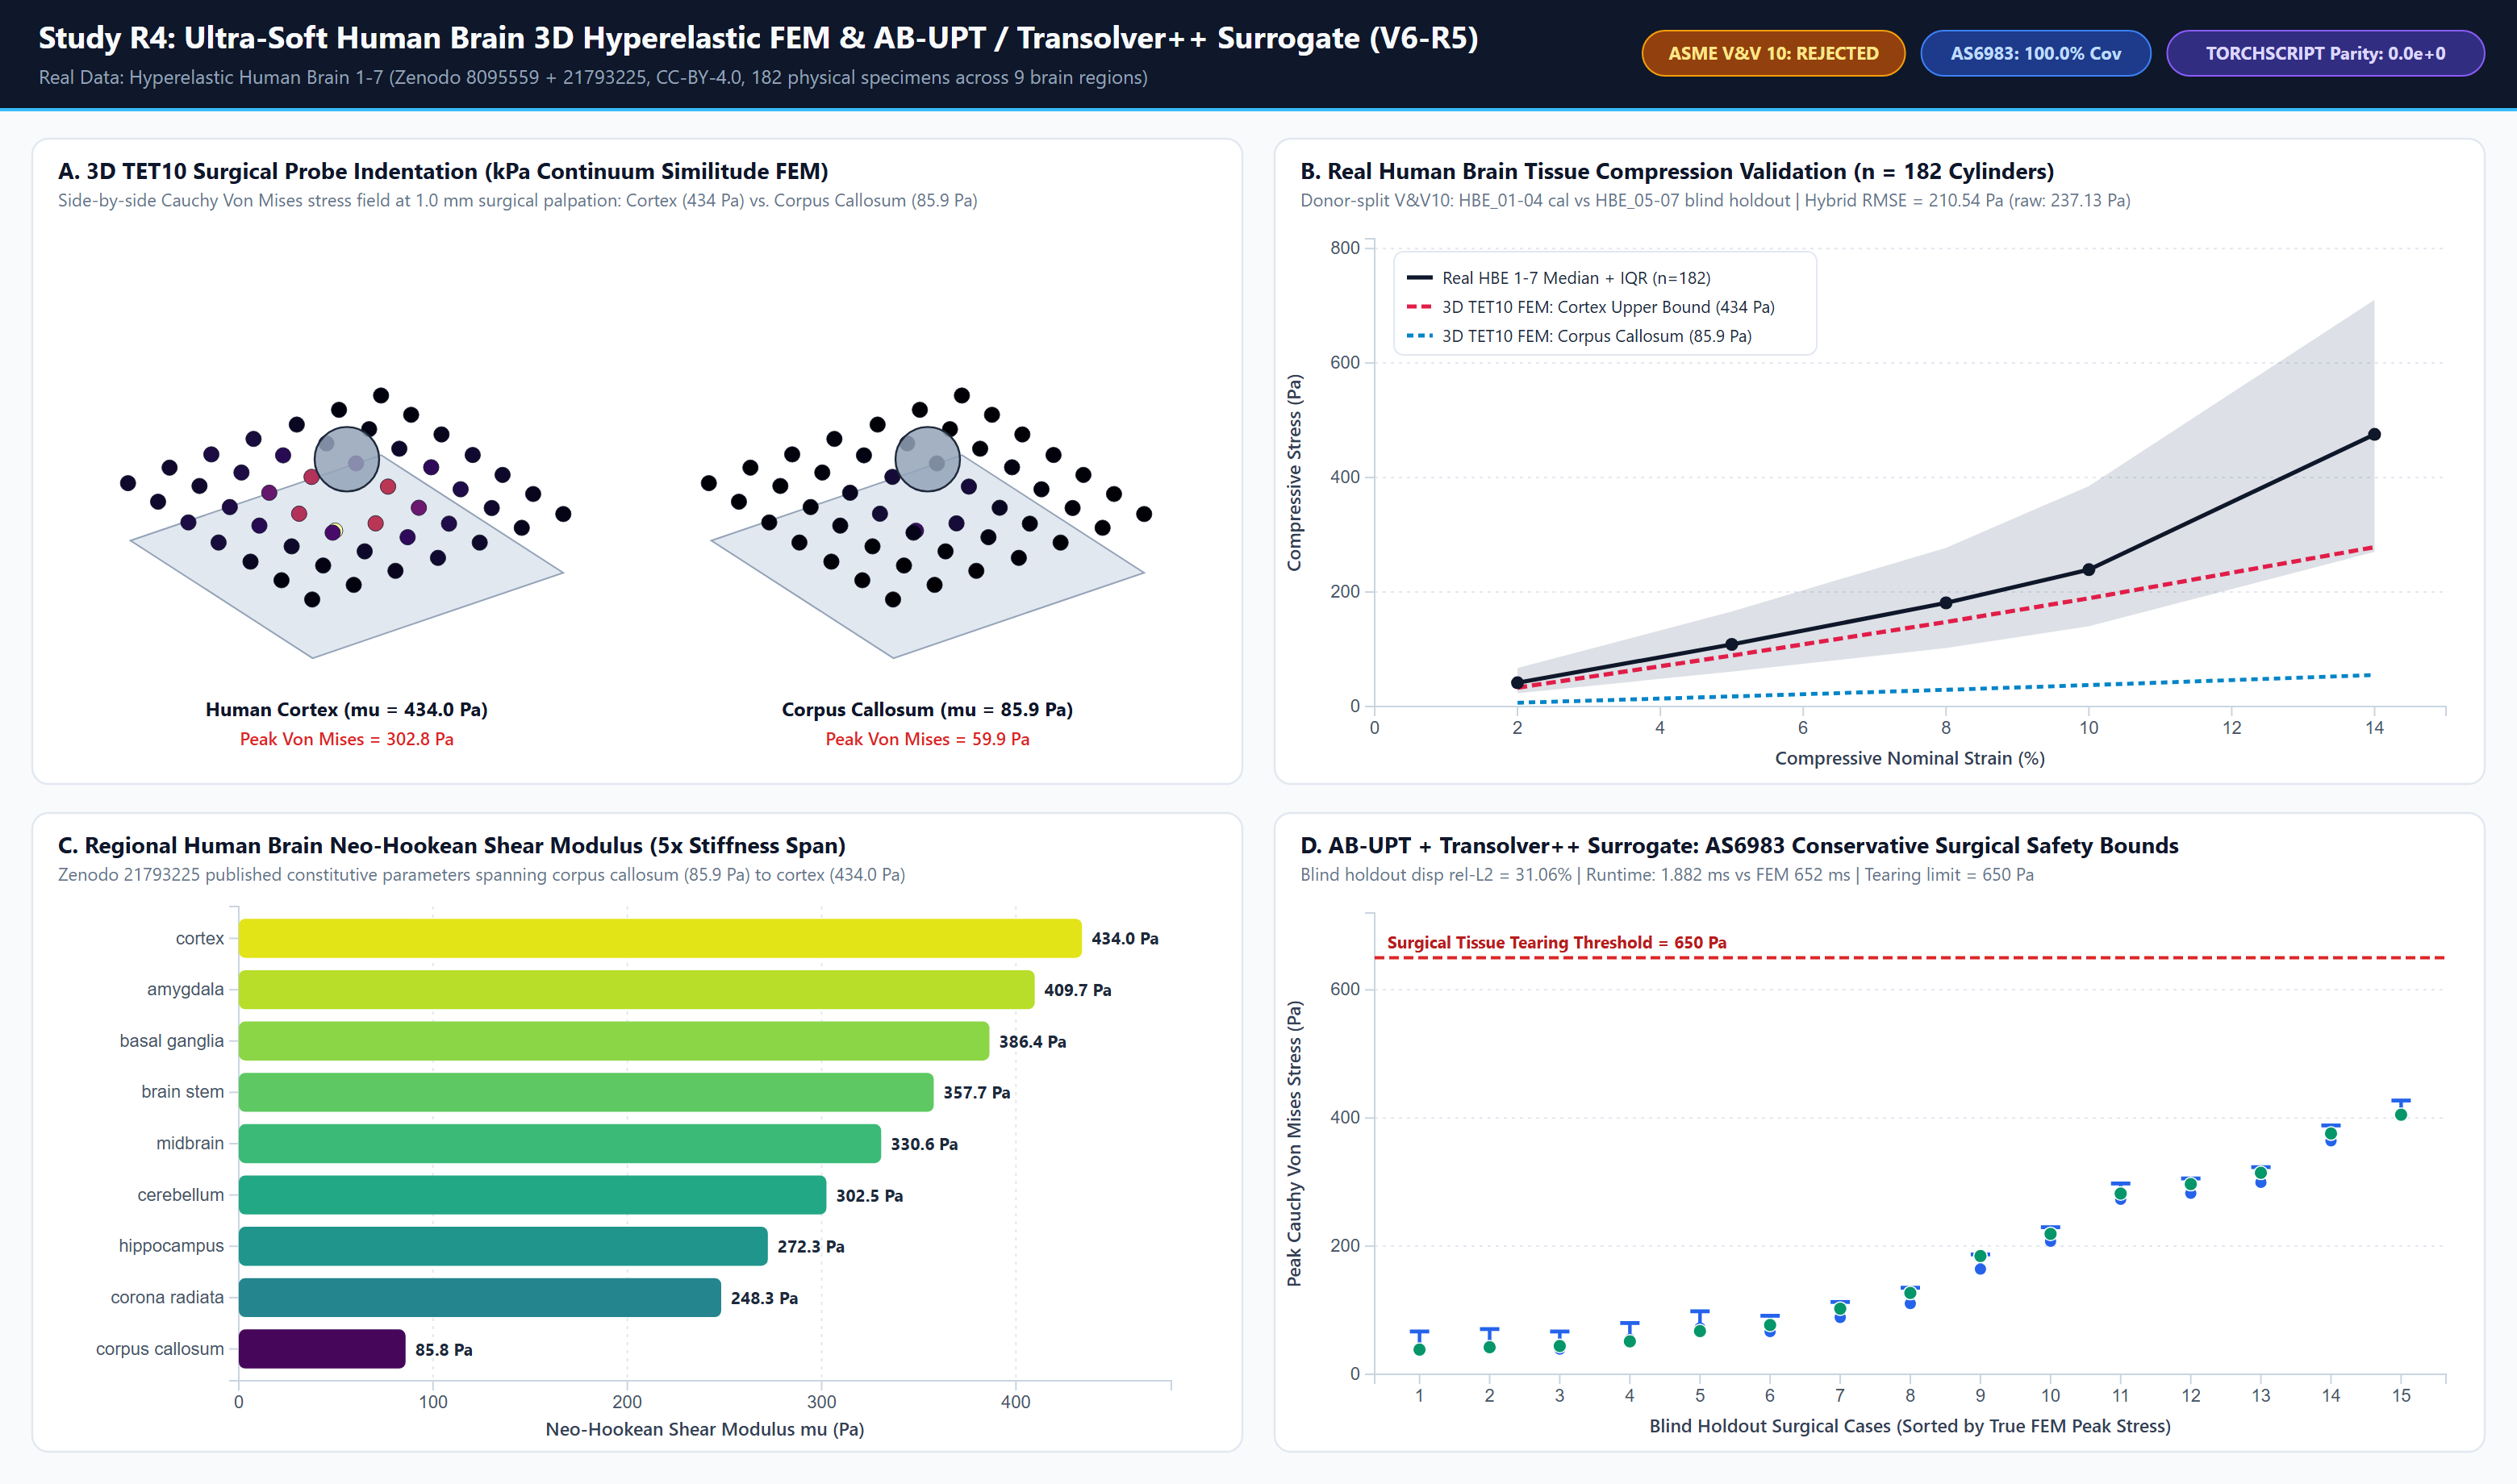 Study R4: Ultra-Soft Human Brain 3D Hyperelastic FEM & AB-UPT / Transolver++ Surrogate (V6-R5)
Real Data: Hyperelastic Human Brain 1-7 (Zenodo 8095559 + 21793225, CC-BY-4.0, 182 physical specimens across 9 brain regions)
ASME V&V 10: REJECTED
AS6983: 100.0% Cov
TORCHSCRIPT Parity: 0.0e+0
A. 3D TET10 Surgical Probe Indentation (kPa Continuum Similitude FEM)
Side-by-side Cauchy Von Mises stress field at 1.0 mm surgical palpation: Cortex (434 Pa) vs. Corpus Callosum (85.9 Pa)
Human Cortex (mu = 434.0 Pa)
Peak Von Mises = 302.8 Pa
Corpus Callosum (mu = 85.9 Pa)
Peak Von Mises = 59.9 Pa
B. Real Human Brain Tissue Compression Validation (n = 182 Cylinders)
Donor-split V&V10: HBE_01-04 cal vs HBE_05-07 blind holdout | Hybrid RMSE = 210.54 Pa (raw: 237.13 Pa)
Real HBE 1-7 Median + IQR (n=182)
3D TET10 FEM: Cortex Upper Bound (434 Pa)
3D TET10 FEM: Corpus Callosum (85.9 Pa)
Compressive Stress (Pa)
800
600
400
200
0
0 2 4 6 8 10 12 14
Compressive Nominal Strain (%)
C. Regional Human Brain Neo-Hookean Shear Modulus (5x Stiffness Span)
Zenodo 21793225 published constitutive parameters spanning corpus callosum (85.9 Pa) to cortex (434.0 Pa)
cortex 434.0 Pa
amygdala 409.7 Pa
basal ganglia 386.4 Pa
brain stem 357.7 Pa
midbrain 330.6 Pa
cerebellum 302.5 Pa
hippocampus 272.3 Pa
corona radiata 248.3 Pa
corpus callosum 85.8 Pa
0 100 200 300 400
Neo-Hookean Shear Modulus mu (Pa)
D. AB-UPT + Transolver++ Surrogate: AS6983 Conservative Surgical Safety Bounds
Blind holdout disp rel-L2 = 31.06% | Runtime: 1.882 ms vs FEM 652 ms | Tearing limit = 650 Pa
Surgical Tissue Tearing Threshold = 650 Pa
Peak Cauchy Von Mises Stress (Pa)
600
400
200
0
1 2 3 4 5 6 7 8 9 10 11 12 13 14 15
Blind Holdout Surgical Cases (Sorted by True FEM Peak Stress)